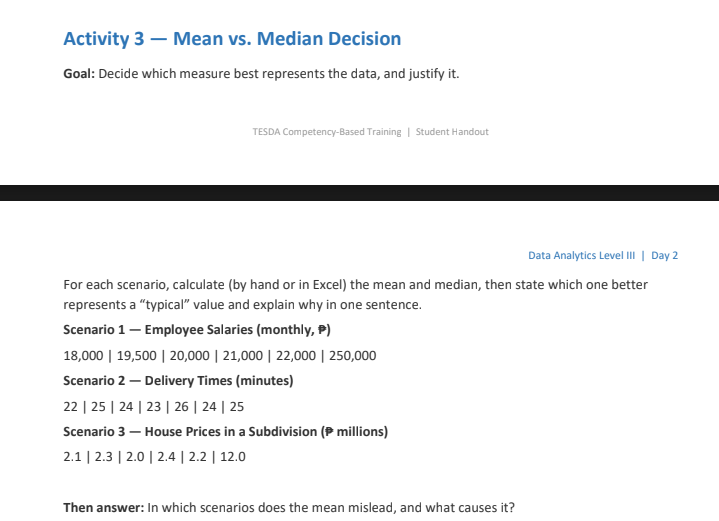 Activity 3 — Mean vs. Median Decision
Goal: Decide which measure best represents the data, and justify it.
TESDA Competency-Based Training | Student Handout
Data Analytics Level III | Day 2
For each scenario, calculate (by hand or in Excel) the mean and median, then state which one better
represents a “typical” value and explain why in one sentence.
Scenario 1 — Employee Salaries (monthly, ₱)
18,000 | 19,500 | 20,000 | 21,000 | 22,000 | 250,000
Scenario 2 — Delivery Times (minutes)
22 | 25 | 24 | 23 | 26 | 24 | 25
Scenario 3 — House Prices in a Subdivision (₱ millions)
2.1 | 2.3 | 2.0 | 2.4 | 2.2 | 12.0
Then answer: In which scenarios does the mean mislead, and what causes it?